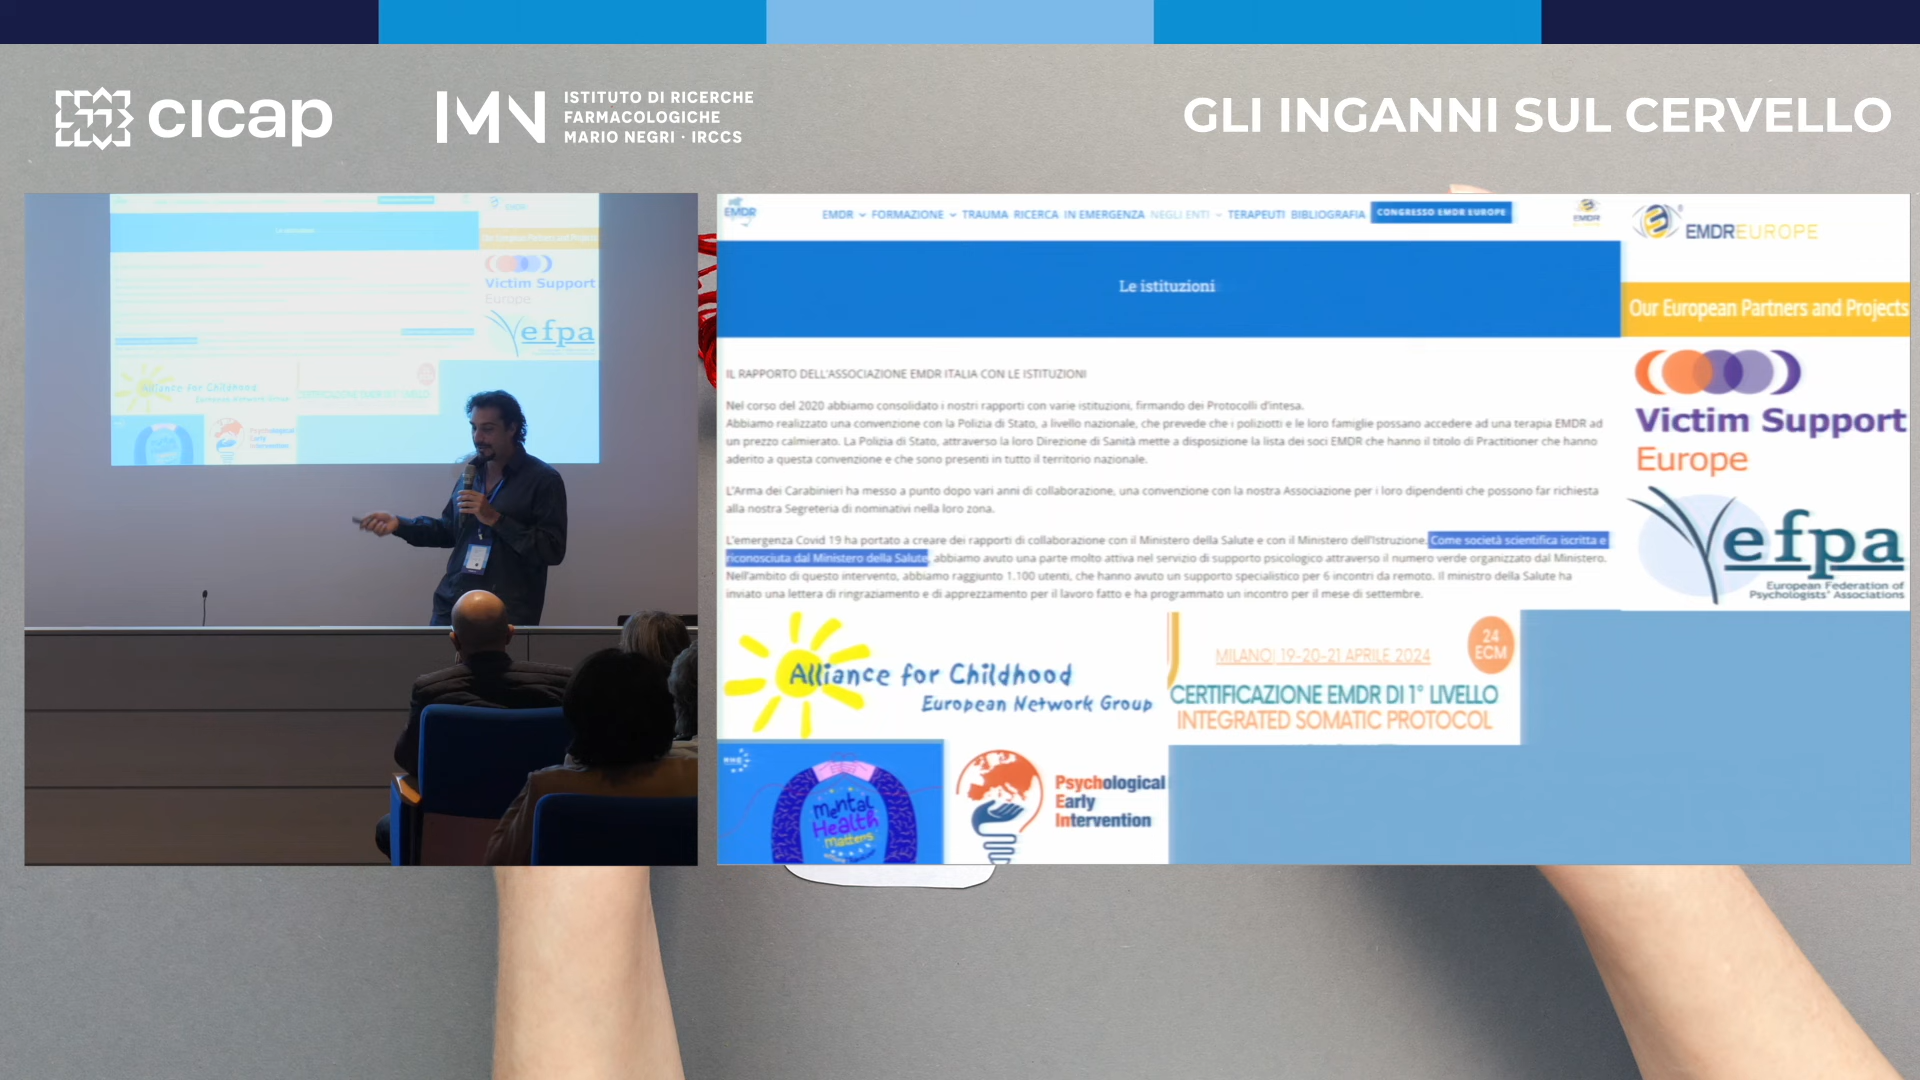 cicap
IMN
ISTITUTO DI RICERCHE
FARMACOLOGICHE
MARIO NEGRI · IRCCS
GLI INGANNI SUL CERVELLO
Victim Support
Europe
efpa
Alliance for Childhood
European Network Group
EMDR
EMDR FORMAZIONE TRAUMA RICERCA IN EMERGENZA NEGLI ENTI TERAPEUTI BIBLIOGRAFIA CONGRESSO EMDR EUROPE
EMDR
EMDREUROPE
Le istituzioni
Our European Partners and Projects
IL RAPPORTO DELL'ASSOCIAZIONE EMDR ITALIA CON LE ISTITUZIONI
Nel corso del 2020 abbiamo consolidato i nostri rapporti con varie istituzioni, firmando dei Protocolli d'intesa.
Abbiamo realizzato una convenzione con la Polizia di Stato, a livello nazionale, che prevede che i poliziotti e le loro famiglie possano accedere ad una terapia EMDR ad
un prezzo calmierato. La Polizia di Stato, attraverso la loro Direzione di Sanità mette a disposizione la lista dei soci EMDR che hanno il titolo di Practitioner che hanno
aderito a questa convenzione e che sono presenti in tutto il territorio nazionale.
L'Arma dei Carabinieri ha messo a punto dopo vari anni di collaborazione, una convenzione con la nostra Associazione per i loro dipendenti che possono far richiesta
alla nostra Segreteria di nominativi nella loro zona.
L'emergenza Covid 19 ha portato a creare dei rapporti di collaborazione con il Ministero della Salute e con il Ministero dell'Istruzione. Come società scientifica iscritta e
riconosciuta dal Ministero della Salute, abbiamo avuto una parte molto attiva nel servizio di supporto psicologico attraverso il numero verde organizzato dal Ministero.
Nell'ambito di questo intervento, abbiamo raggiunto 1.100 utenti, che hanno avuto un supporto specialistico per 6 incontri da remoto. Il ministro della Salute ha
inviato una lettera di ringraziamento e di apprezzamento per il lavoro fatto e ha programmato un incontro per il mese di settembre.
Victim Support
Europe
efpa
European Federation of
Psychologists' Associations
Alliance for Childhood
European Network Group
MILANO| 19-20-21 APRILE 2024
24
ECM
CERTIFICAZIONE EMDR DI 1° LIVELLO
INTEGRATED SOMATIC PROTOCOL
mental
Health
matters
Psychological
Early
Intervention